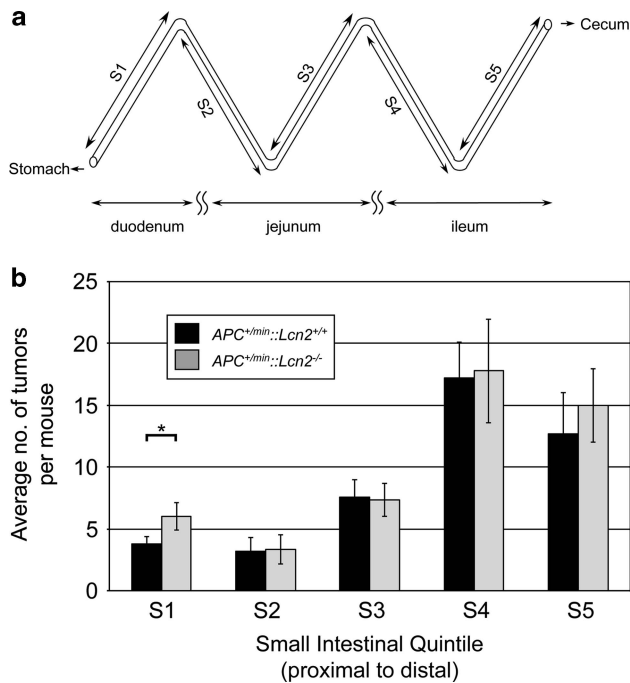 a
S1
S2
S3
S4
S5
Cecum
Stomach
duodenum
jejunum
ileum
b
Average no. of tumors
per mouse
25
20
15
10
5
0
APC+/min::Lcn2+/+
APC+/min::Lcn2-/-
*
S1 S2 S3 S4 S5
Small Intestinal Quintile
(proximal to distal)